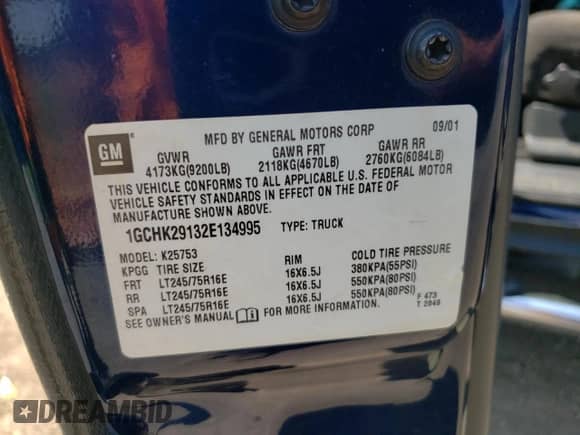 GM
MFD BY GENERAL MOTORS CORP 09/01
GVWR GAWR FRT GAWR RR
4173KG(9200LB) 2118KG(4670LB) 2760KG(6084LB)
THIS VEHICLE CONFORMS TO ALL APPLICABLE U.S. FEDERAL MOTOR
VEHICLE SAFETY STANDARDS IN EFFECT ON THE DATE OF
MANUFACTURE SHOWN ABOVE.
1GCHK29132E134995 TYPE: TRUCK
MODEL: K25753
KPGG TIRE SIZE RIM COLD TIRE PRESSURE
FRT LT245/75R16E 16X6.5J 380KPA(55PSI)
RR LT245/75R16E 16X6.5J 550KPA(80PSI)
SPA LT245/75R16E 16X6.5J 550KPA(80PSI)
SEE OWNER'S MANUAL FOR MORE INFORMATION.
F 473
T 2048
DREAMBID